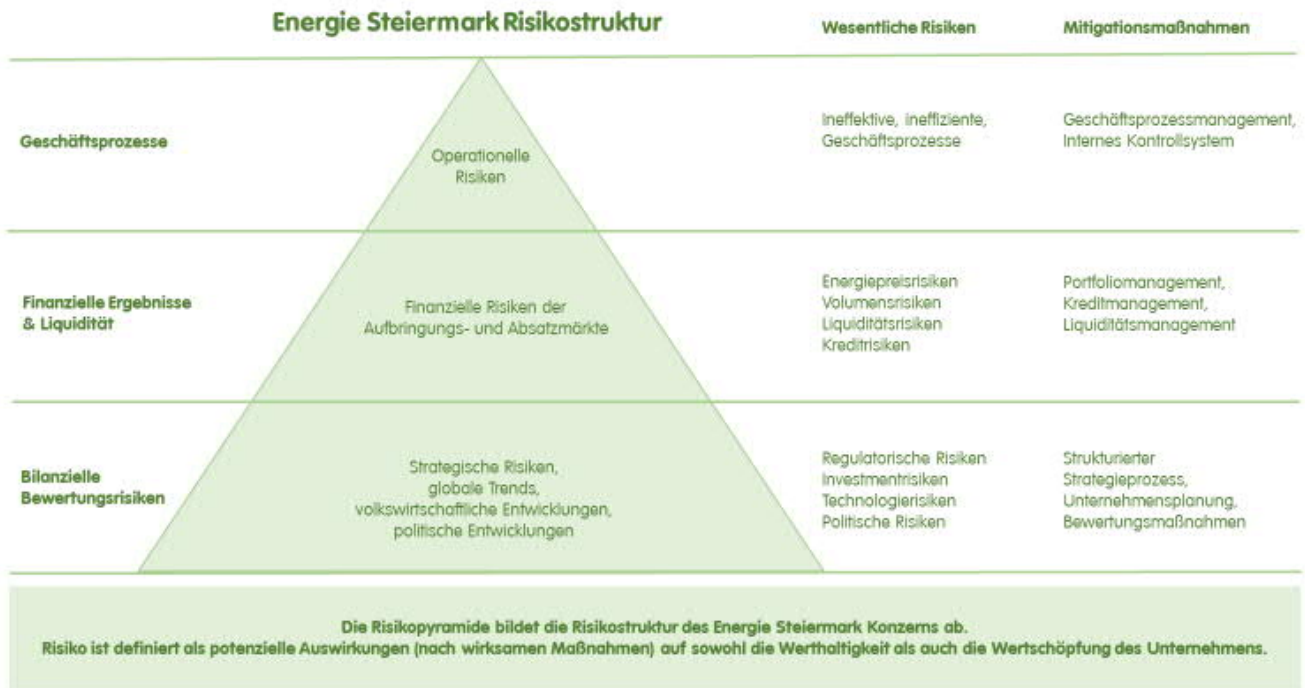 Energie Steiermark Risikostruktur
Wesentliche Risiken
Mitigationsmaßnahmen
Geschäftsprozesse
Operationelle
Risiken
Ineffektive, ineffiziente,
Geschäftsprozesse
Geschäftsprozessmanagement,
Internes Kontrollsystem
Finanzielle Ergebnisse
& Liquidität
Finanzielle Risiken der
Aufbringungs- und Absatzmärkte
Energiepreisrisiken
Volumensrisiken
Liquiditätsrisiken
Kreditrisiken
Portfoliomanagement,
Kreditmanagement,
Liquiditätsmanagement
Bilanzielle
Bewertungsrisiken
Strategische Risiken,
globale Trends,
volkswirtschaftliche Entwicklungen,
politische Entwicklungen
Regulatorische Risiken
Investmentrisiken
Technologierisiken
Politische Risiken
Strukturierter
Strategieprozess,
Unternehmensplanung,
Bewertungsmaßnahmen
Die Risikopyramide bildet die Risikostruktur des Energie Steiermark Konzerns ab.
Risiko ist definiert als potenzielle Auswirkungen (nach wirksamen Maßnahmen) auf sowohl die Werthaltigkeit als auch die Wertschöpfung des Unternehmens.